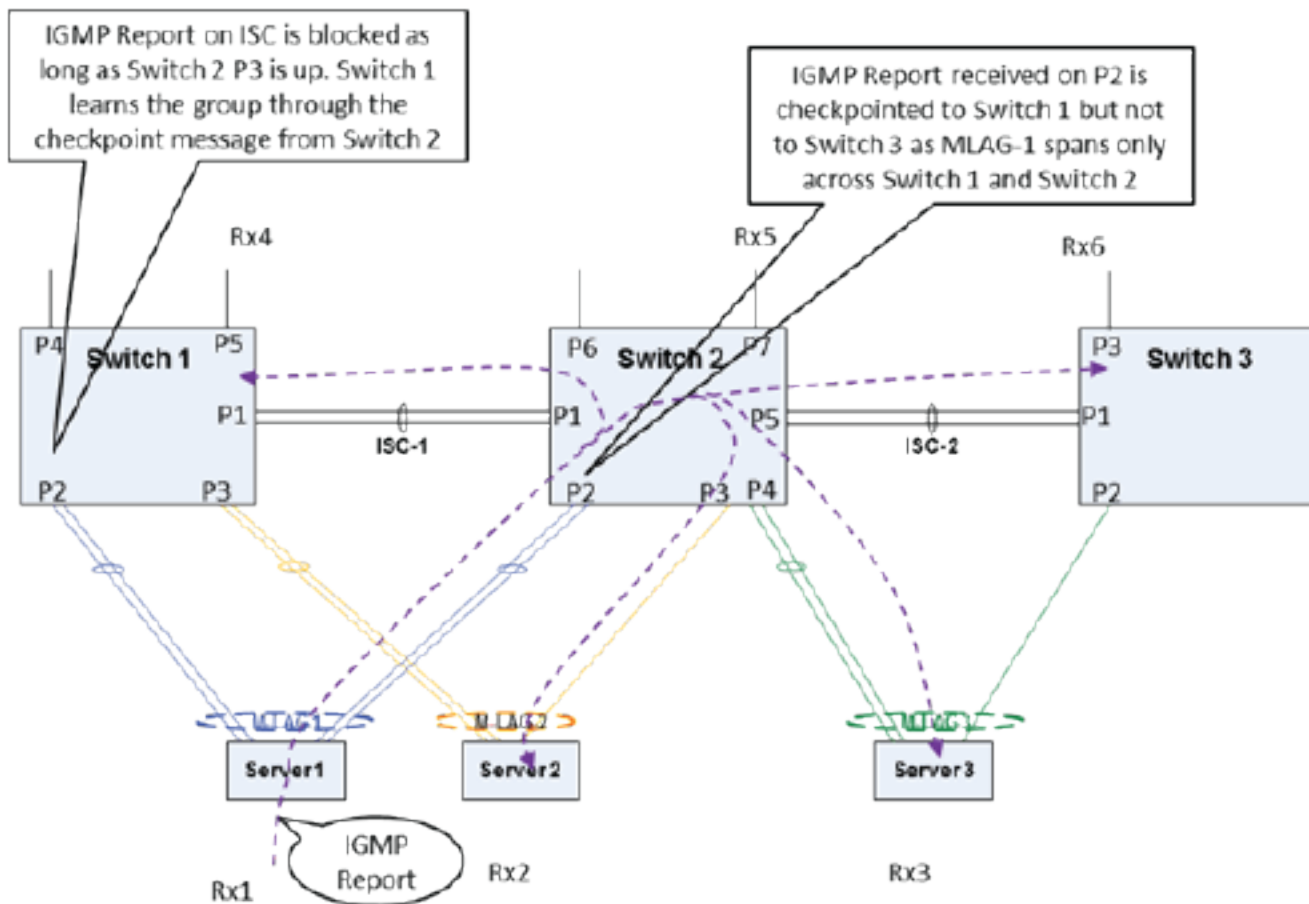 IGMP Report on ISC is blocked as
long as Switch 2 P3 is up. Switch 1
learns the group through the
checkpoint message from Switch 2
IGMP Report received on P2 is
checkpointed to Switch 1 but not
to Switch 3 as MLAG-1 spans only
across Switch 1 and Switch 2
Rx4
Rx5
Rx6
P4
Switch 1
P5
P6
Switch 2
P7
P3
Switch 3
P1
ISC-1
P1
P5
ISC-2
P1
P2
P3
P2
P3
P4
P2
MLAG-2
Server1
Server2
Server3
IGMP
Report
Rx1
Rx2
Rx3